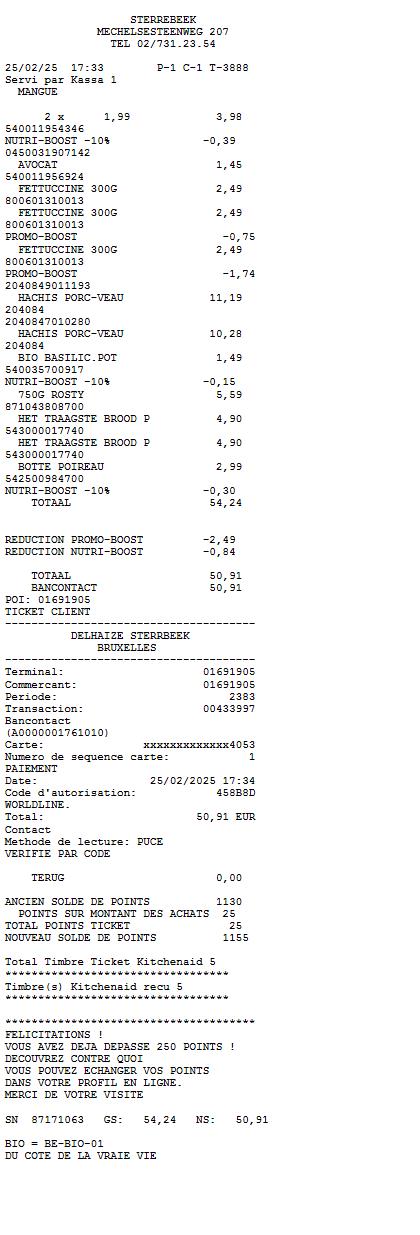 STERREBEEK
MECHELSESTEENWEG 207
TEL 02/731.23.54
25/02/25 17:33 P-1 C-1 T-3888
Servi par Kassa 1
MANGUE
2 x 1,99 3,98
540011954346
NUTRI-BOOST -10% -0,39
0450031907142
AVOCAT 1,45
540011956924
FETTUCCINE 300G 2,49
800601310013
FETTUCCINE 300G 2,49
800601310013
PROMO-BOOST -0,75
FETTUCCINE 300G 2,49
800601310013
PROMO-BOOST -1,74
2040849011193
HACHIS PORC-VEAU 11,19
204084
2040847010280
HACHIS PORC-VEAU 10,28
204084
BIO BASILIC.POT 1,49
540035700917
NUTRI-BOOST -10% -0,15
750G ROSTY 5,59
871043808700
HET TRAAGSTE BROOD P 4,90
543000017740
HET TRAAGSTE BROOD P 4,90
543000017740
BOTTE POIREAU 2,99
542500984700
NUTRI-BOOST -10% -0,30
TOTAAL 54,24
REDUCTION PROMO-BOOST -2,49
REDUCTION NUTRI-BOOST -0,84
TOTAAL 50,91
BANCONTACT 50,91
POI: 01691905
TICKET CLIENT
--------------------------------------
DELHAIZE STERRBEEK
BRUXELLES
--------------------------------------
Terminal: 01691905
Commercant: 01691905
Periode: 2383
Transaction: 00433997
Bancontact
(A0000001761010)
Carte: xxxxxxxxxxxxx4053
Numero de sequence carte: 1
PAIEMENT
Date: 25/02/2025 17:34
Code d'autorisation: 458B8D
WORLDLINE.
Total: 50,91 EUR
Contact
Methode de lecture: PUCE
VERIFIE PAR CODE
TERUG 0,00
ANCIEN SOLDE DE POINTS 1130
POINTS SUR MONTANT DES ACHATS 25
TOTAL POINTS TICKET 25
NOUVEAU SOLDE DE POINTS 1155
Total Timbre Ticket Kitchenaid 5
**********************************
Timbre(s) Kitchenaid recu 5
**********************************
**************************************
FELICITATIONS !
VOUS AVEZ DEJA DEPASSE 250 POINTS !
DECOUVREZ CONTRE QUOI
VOUS POUVEZ ECHANGER VOS POINTS
DANS VOTRE PROFIL EN LIGNE.
MERCI DE VOTRE VISITE
SN 87171063 GS: 54,24 NS: 50,91
BIO = BE-BIO-01
DU COTE DE LA VRAIE VIE